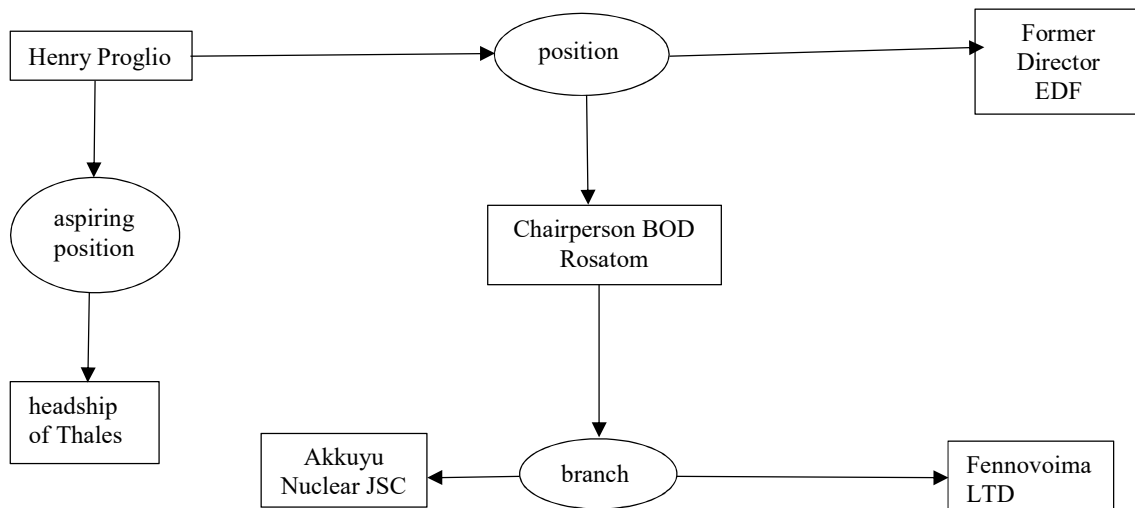 Henry Proglio
position
Former
Director
EDF
aspiring
position
Chairperson BOD
Rosatom
headship
of Thales
Akkuyu
Nuclear JSC
branch
Fennovoima
LTD